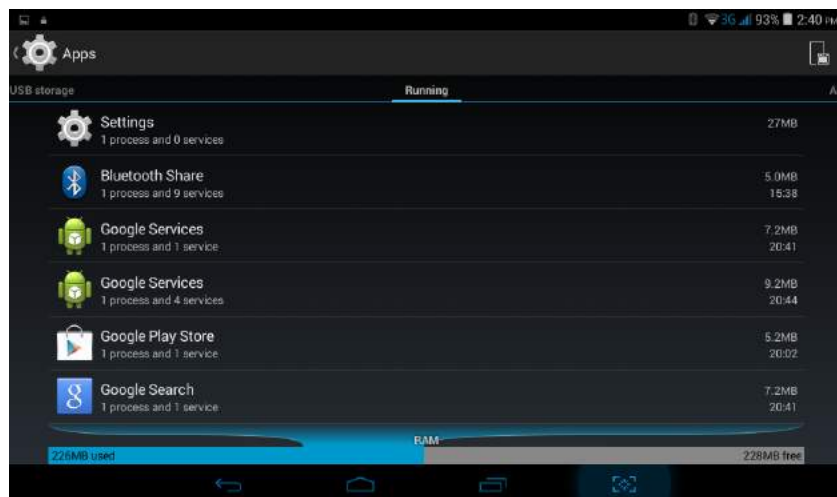 3G 93% 2:40 PM
Apps
USB storage Running A
Settings 27MB
1 process and 0 services
Bluetooth Share 5.0MB
1 process and 9 services 15:38
Google Services 7.2MB
1 process and 1 service 20:41
Google Services 9.2MB
1 process and 4 services 20:44
Google Play Store 5.2MB
1 process and 1 service 20:02
Google Search 7.2MB
1 process and 1 service 20:41
RAM
226MB used 228MB free